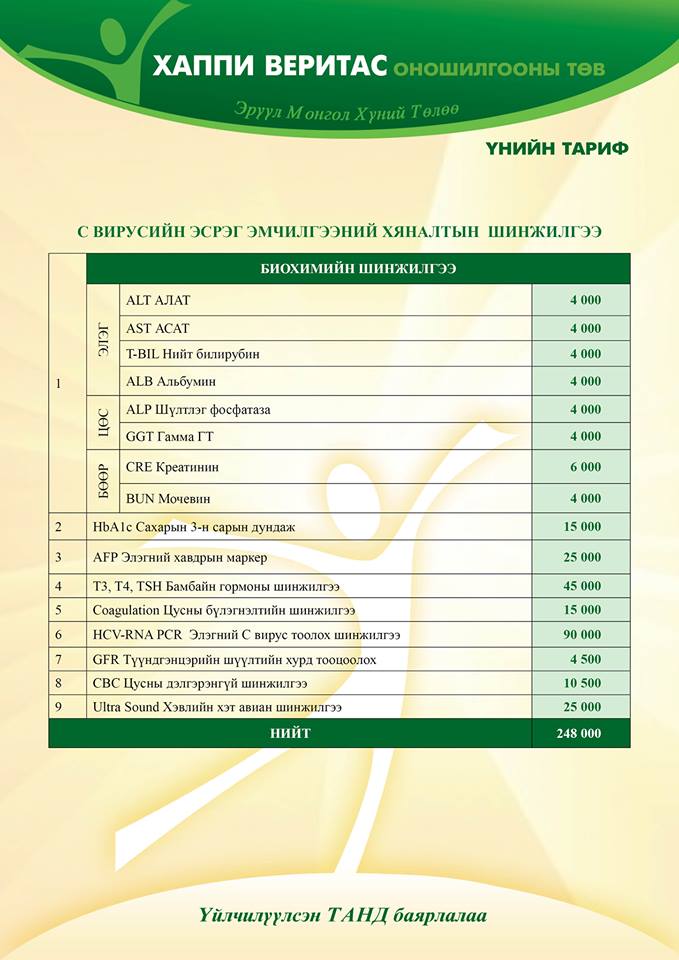 ХАППИ ВЕРИТАС ОНОШИЛГООНЫ ТӨВ
Эрүүл Монгол Хүний Төлөө
ҮНИЙН ТАРИФ
С ВИРУСИЙН ЭСРЭГ ЭМЧИЛГЭЭНИЙ ХЯНАЛТЫН ШИНЖИЛГЭЭ
БИОХИМИЙН ШИНЖИЛГЭЭ
1
ЭЛЭГ
ALT АЛАТ 4 000
AST АСАТ 4 000
T-BIL Нийт билирубин 4 000
ALB Альбумин 4 000
ЦӨС
ALP Шүлтлэг фосфатаза 4 000
GGT Гамма ГТ 4 000
БӨӨР
CRE Креатинин 6 000
BUN Мочевин 4 000
2 HbA1c Сахарын 3-н сарын дундаж 15 000
3 AFP Элэгний хавдрын маркер 25 000
4 T3, T4, TSH Бамбайн гормоны шинжилгээ 45 000
5 Coagulation Цусны бүлэгнэлтийн шинжилгээ 15 000
6 HCV-RNA PCR Элэгний С вирус тоолох шинжилгээ 90 000
7 GFR Түүндгэнцэрийн шүүлтийн хурд тооцоолох 4 500
8 CBC Цусны дэлгэрэнгүй шинжилгээ 10 500
9 Ultra Sound Хэвлийн хэт авиан шинжилгээ 25 000
НИЙТ 248 000
Үйлчилүүлсэн ТАНД баярлалаа